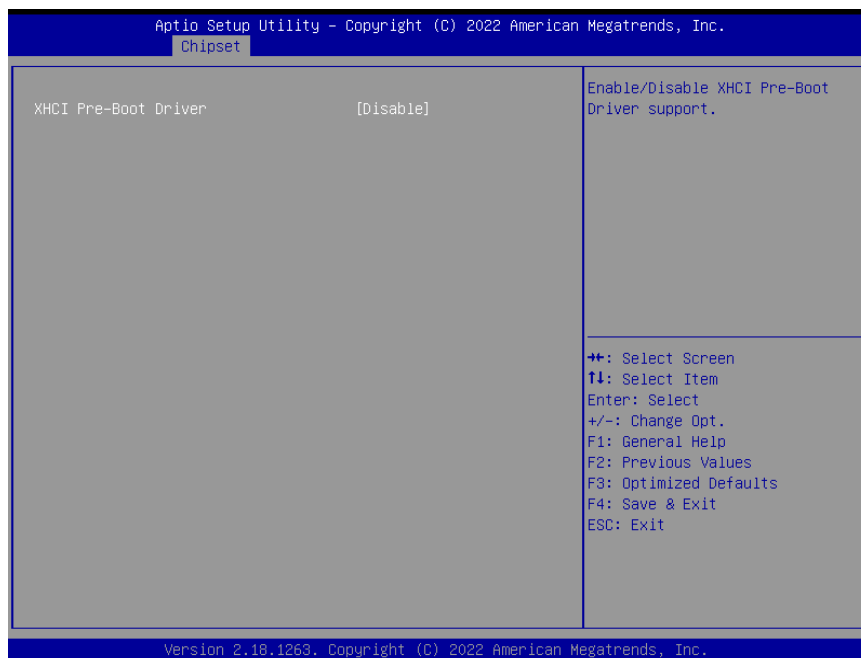 Aptio Setup Utility – Copyright (C) 2022 American Megatrends, Inc.
Chipset
XHCI Pre-Boot Driver [Disable]
Enable/Disable XHCI Pre-Boot
Driver support.
→←: Select Screen
↑↓: Select Item
Enter: Select
+/-: Change Opt.
F1: General Help
F2: Previous Values
F3: Optimized Defaults
F4: Save & Exit
ESC: Exit
Version 2.18.1263. Copyright (C) 2022 American Megatrends, Inc.